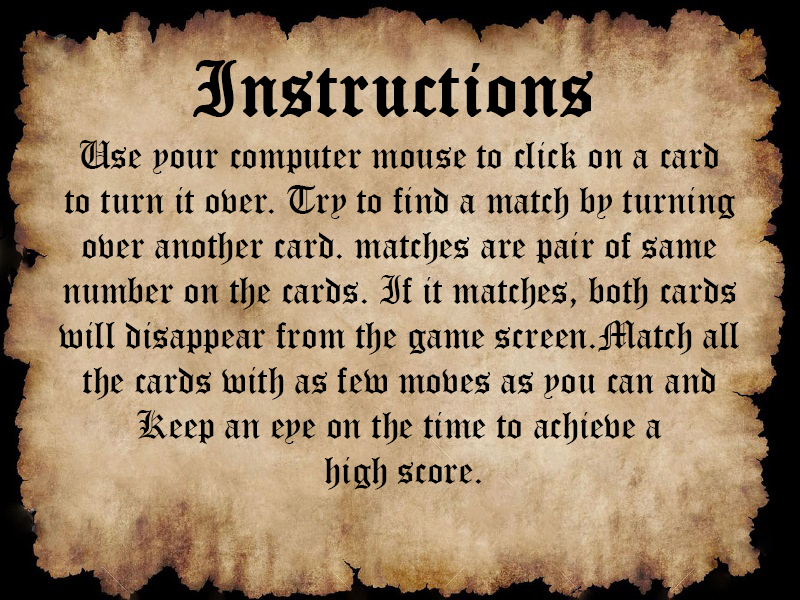 Instructions
Use your computer mouse to click on a card
to turn it over. Try to find a match by turning
over another card. matches are pair of same
number on the cards. If it matches, both cards
will disappear from the game screen.Match all
the cards with as few moves as you can and
Keep an eye on the time to achieve a
high score.